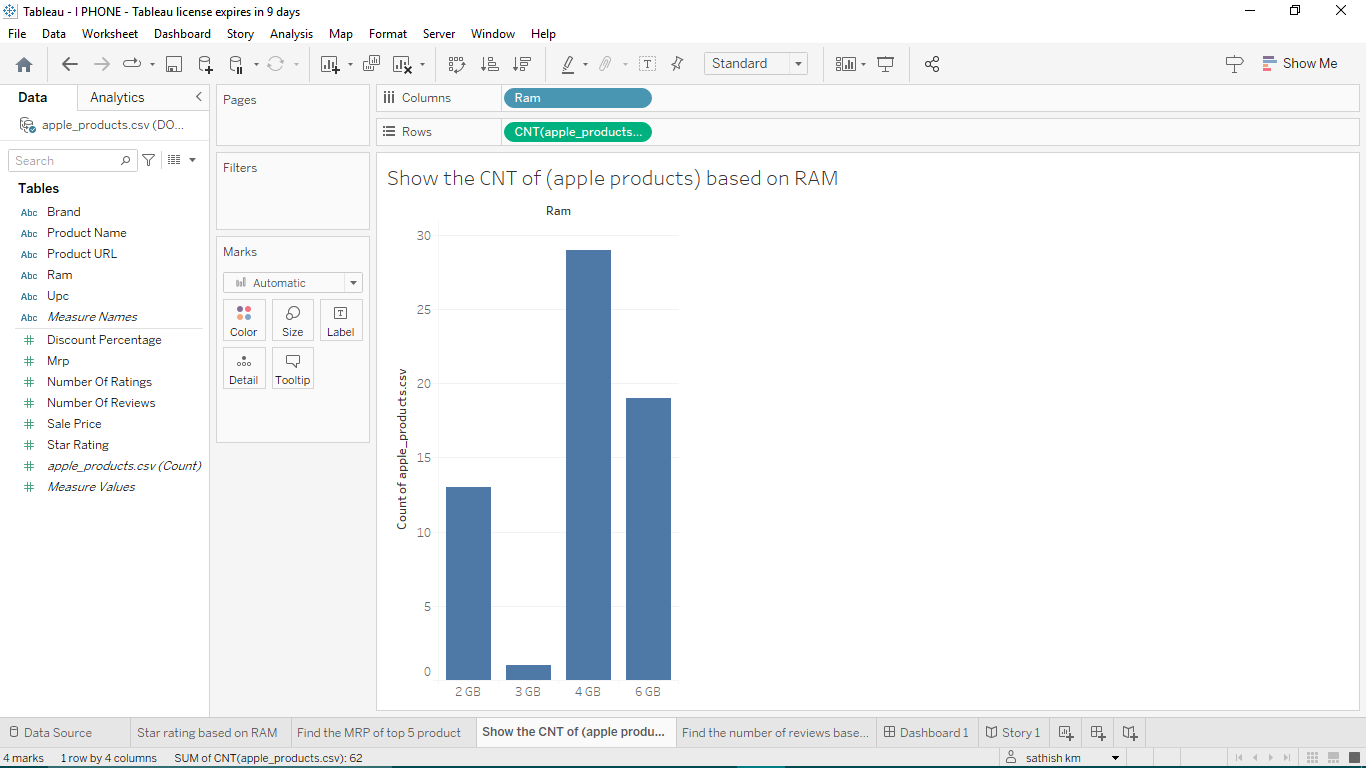 Tableau - I PHONE - Tableau license expires in 9 days
File Data Worksheet Dashboard Story Analysis Map Format Server Window Help
Standard
Show Me
Data Analytics
apple_products.csv (DO...
Search
Tables
Abc Brand
Abc Product Name
Abc Product URL
Abc Ram
Abc Upc
Abc Measure Names
# Discount Percentage
# Mrp
# Number Of Ratings
# Number Of Reviews
# Sale Price
# Star Rating
# apple_products.csv (Count)
# Measure Values
Pages
Filters
Marks
Automatic
Color Size Label
Detail Tooltip
Columns Ram
Rows CNT(apple_products...
Show the CNT of (apple products) based on RAM
Ram
30
25
20
15
10
5
0
Count of apple_products.csv
2 GB 3 GB 4 GB 6 GB
Data Source Star rating based on RAM Find the MRP of top 5 product Show the CNT of (apple produ... Find the number of reviews base... Dashboard 1 Story 1
4 marks 1 row by 4 columns SUM of CNT(apple_products.csv): 62 sathish km